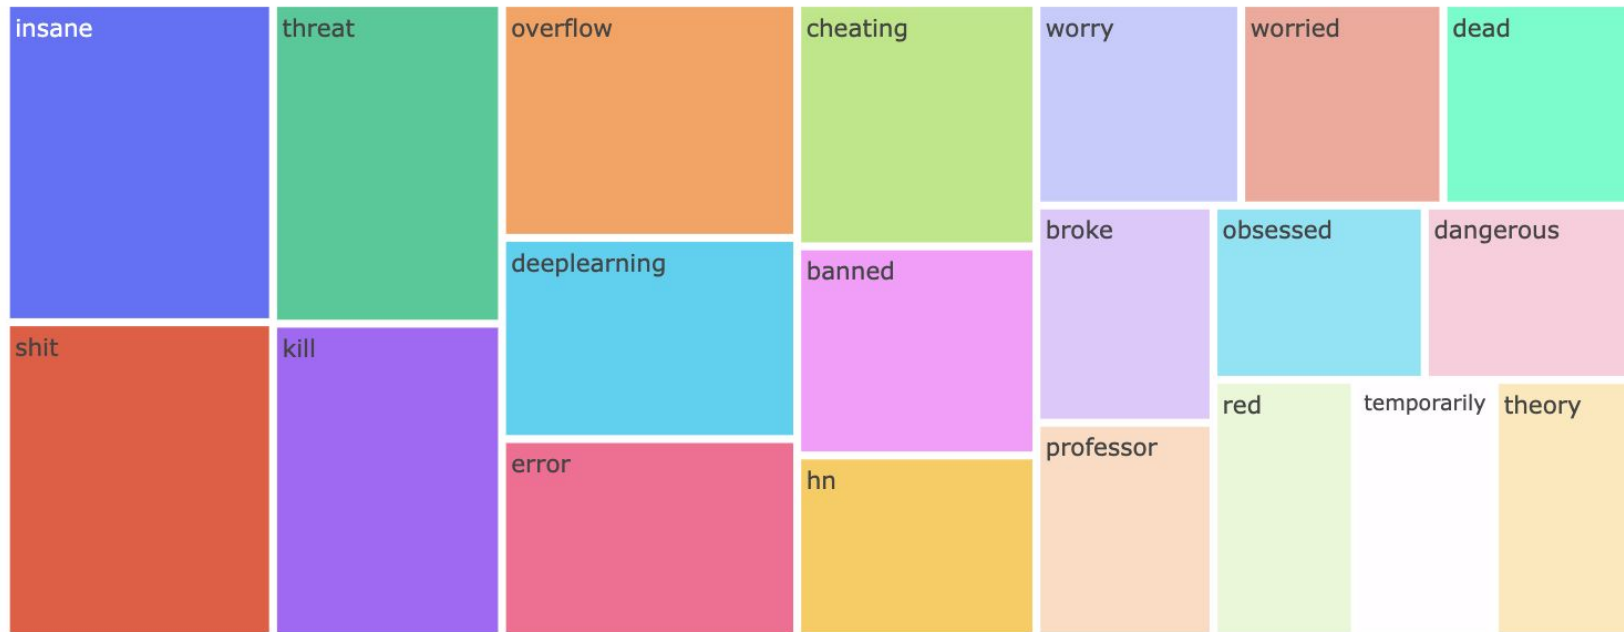 insane
shit
threat
kill
overflow
deeplearning
error
cheating
banned
hn
worry
worried
dead
broke
obsessed
dangerous
professor
red
temporarily
theory